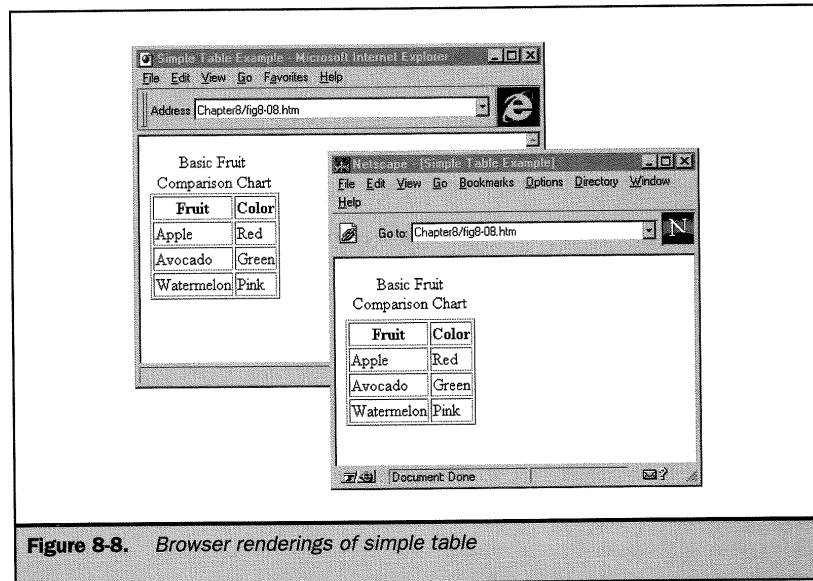 Simple Table Example - Microsoft Internet Explorer
File Edit View Go Favorites Help
Address Chapter8/fig8-08.htm
Basic Fruit
Comparison Chart
Fruit Color
Apple Red
Avocado Green
Watermelon Pink
Netscape - [Simple Table Example]
File Edit View Go Bookmarks Options Directory Window
Help
Go to: Chapter8/fig8-08.htm
N
Basic Fruit
Comparison Chart
Fruit Color
Apple Red
Avocado Green
Watermelon Pink
Document: Done
Figure 8-8. Browser renderings of simple table